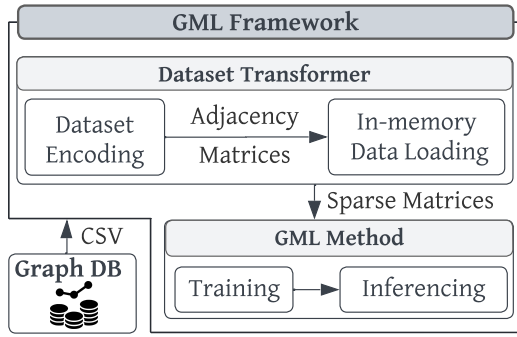 GML Framework
Dataset Transformer
Dataset
Encoding
Adjacency
Matrices
In-memory
Data Loading
Sparse Matrices
CSV
Graph DB
GML Method
Training
Inferencing